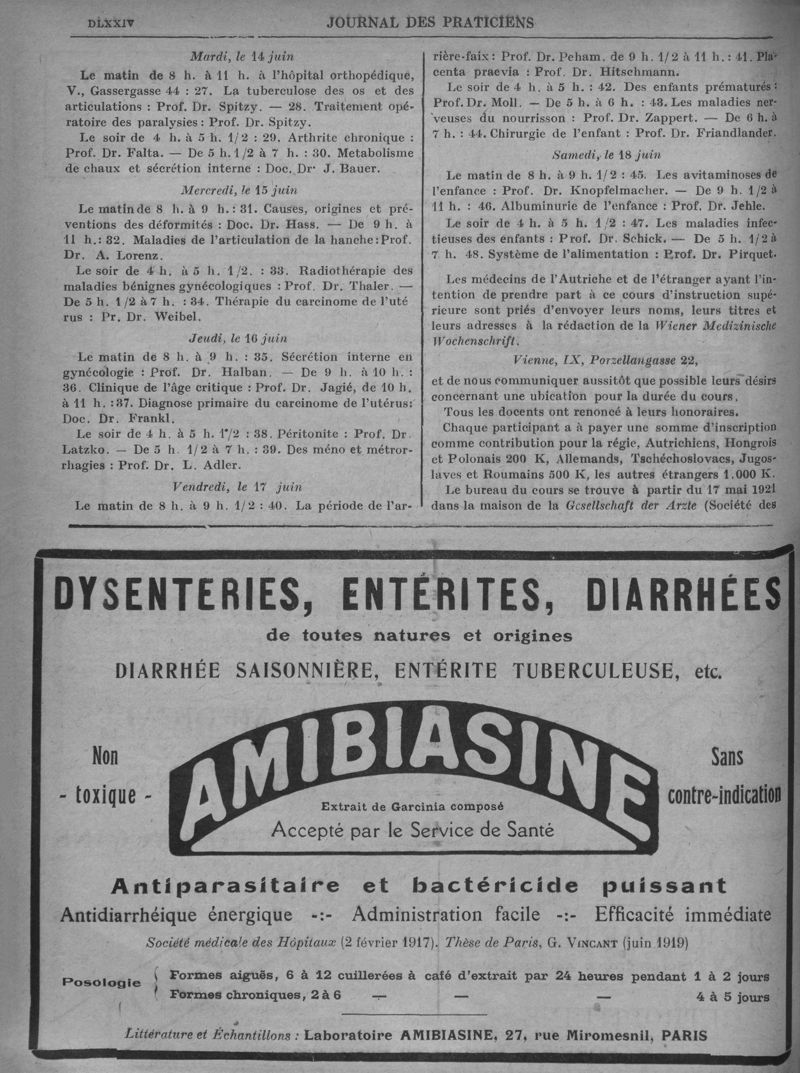 DLXXIV
JOURNAL DES PRATICIENS
Mardi, le 14 juin
Le matin de 8 h. à 11 h. à l'hôpital orthopédique,
V., Gassergasse 44 : 27. La tuberculose des os et des
articulations : Prof. Dr. Spitzy. — 28. Traitement opé-
ratoire des paralysies : Prof. Dr. Spitzy.
Le soir de 4 h. à 5 h. 1/2 : 29. Arthrite chronique :
Prof. Dr. Falta. — De 5 h. 1/2 à 7 h. : 30. Metabolisme
de chaux et sécrétion interne : Doc. Dr. J. Bauer.
Mercredi, le 15 juin
Le matin de 8 h. à 9 h. : 31. Causes, origines et pré-
ventions des déformités : Doc. Dr. Hass. — De 9 h. à
11 h. : 32. Maladies de l'articulation de la hanche : Prof.
Dr. A. Lorenz.
Le soir de 4 h. à 5 h. 1/2. : 33. Radiothérapie des
maladies bénignes gynécologiques : Prof. Dr. Thaler. —
De 5 h. 1/2 à 7 h. : 34. Thérapie du carcinome de l'uté
rus : Pr. Dr. Weibel.
Jeudi, le 16 juin
Le matin de 8 h. à 9 h. : 35. Sécrétion interne en
gynécologie : Prof. Dr. Halban. — De 9 h. à 10 h. :
36. Clinique de l'âge critique : Prof. Dr. Jagié, de 10 h.
à 11 h. : 37. Diagnose primaire du carcinome de l'utérus:
Doc. Dr. Frankl.
Le soir de 4 h. à 5 h. 1/2 : 38. Péritonite : Prof. Dr.
Latzko. — De 5 h. 1/2 à 7 h. : 39. Des méno et métror-
rhagies : Prof. Dr. L. Adler.
Vendredi, le 17 juin
Le matin de 8 h. à 9 h. 1/2 : 40. La période de l'ar-
rière-faix : Prof. Dr. Peham. de 9 h. 1/2 à 11 h. : 41. Pla-
centa praevia : Prof. Dr. Hitschmann.
Le soir de 4 h. à 5 h. : 42. Des enfants prématurés :
Prof. Dr. Moll. — De 5 h. à 6 h. : 43. Les maladies ner-
veuses du nourrisson : Prof. Dr. Zappert. — De 6 h. à
7 h. : 44. Chirurgie de l'enfant : Prof. Dr. Friandlander.
Samedi, le 18 juin
Le matin de 8 h. à 9 h. 1/2 : 45. Les avitaminoses de
l'enfance : Prof. Dr. Knopfelmacher. — De 9 h. 1/2 à
11 h. : 46. Albuminurie de l'enfance : Prof. Dr. Jehle.
Le soir de 4 h. à 5 h. 1/2 : 47. Les maladies infec-
tieuses des enfants : Prof. Dr. Schick. — De 5 h. 1/2 à
7 h. 48. Système de l'alimentation : Prof. Dr. Pirquet.
Les médecins de l'Autriche et de l'étranger ayant l'in-
tention de prendre part à ce cours d'instruction supé-
rieure sont priés d'envoyer leurs noms, leurs titres et
leurs adresses à la rédaction de la Wiener Medizinische
Wochenschrift.
Vienne, IX, Porzellangasse 22,
et de nous communiquer aussitôt que possible leurs désirs
concernant une ubication pour la durée du cours.
Tous les docents ont renoncé à leurs honoraires.
Chaque participant a à payer une somme d'inscription
comme contribution pour la régie, Autrichiens, Hongrois
et Polonais 200 K, Allemands, Tschéchoslovacs, Jugos-
laves et Roumains 500 K, les autres étrangers 1.000 K.
Le bureau du cours se trouve à partir du 17 mai 1921
dans la maison de la Gesellschaft der Arzte (Société des
DYSENTERIES, ENTÉRITES, DIARRHÉES
de toutes natures et origines
DIARRHÉE SAISONNIÈRE, ENTÉRITE TUBERCULEUSE, etc.
Non
- toxique -
AMIBIASINE
Extrait de Garcinia composé
Accepté par le Service de Santé
Sans
contre-indication
Antiparasitaire et bactéricide puissant
Antidiarrhéique énergique -:- Administration facile -:- Efficacité immédiate
Société médicale des Hôpitaux (2 février 1917). Thèse de Paris, G. VINCANT (juin 1919)
Posologie
Formes aiguës, 6 à 12 cuillerées à café d'extrait par 24 heures pendant 1 à 2 jours
Formes chroniques, 2 à 6 — — — 4 à 5 jours
Littérature et Échantillons : Laboratoire AMIBIASINE, 27, rue Miromesnil, PARIS